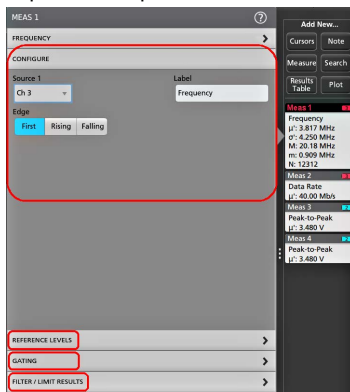 MEAS 1
?
FREQUENCY
CONFIGURE
Source 1
Label
Ch 3
Frequency
Edge
First Rising Falling
REFERENCE LEVELS
GATING
FILTER / LIMIT RESULTS
Add New...
Cursors Note
Measure Search
Results Table
Plot
Meas 1
Frequency
µ': 3.817 MHz
σ': 4.250 MHz
M: 20.18 MHz
m: 0.909 MHz
N: 12312
Meas 2
Data Rate
µ': 40.00 Mb/s
Meas 3
Peak-to-Peak
µ': 3.480 V
Meas 4
Peak-to-Peak
µ': 3.480 V